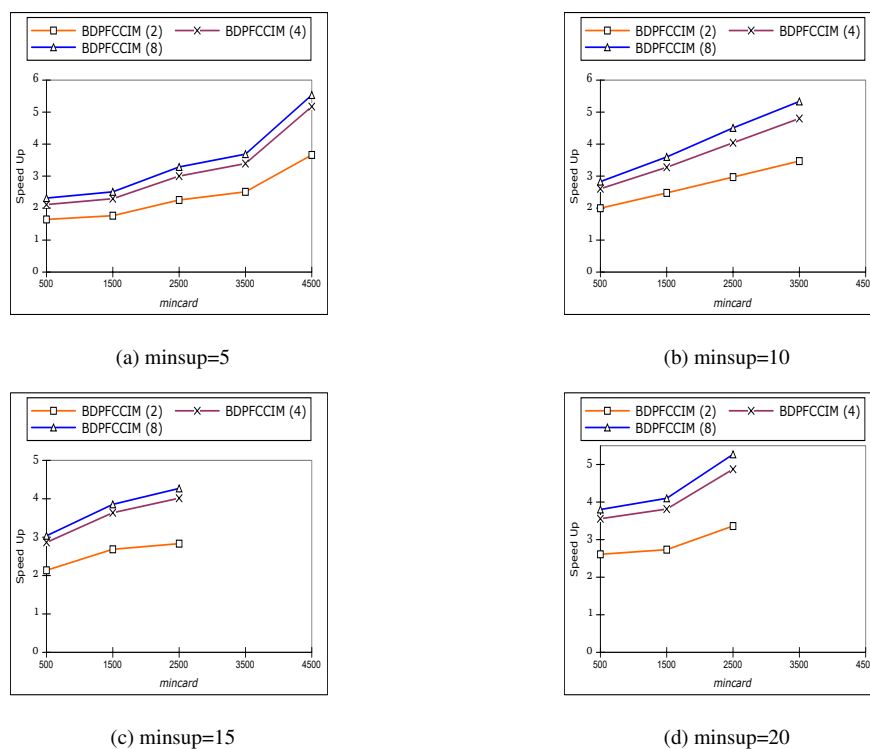 BDPFCCIM (2) BDPFCCIM (4)
BDPFCCIM (8)
6
5
4
3
2
1
0
Speed Up
500 1500 2500 3500 4500
mincard
(a) minsup=5
BDPFCCIM (2) BDPFCCIM (4)
BDPFCCIM (8)
6
5
4
3
2
1
0
Speed Up
500 1500 2500 3500 450
mincard
(b) minsup=10
BDPFCCIM (2) BDPFCCIM (4)
BDPFCCIM (8)
5
4
3
2
1
0
Speed Up
500 1500 2500 3500 4500
mincard
(c) minsup=15
BDPFCCIM (2) BDPFCCIM (4)
BDPFCCIM (8)
5
4
3
2
1
0
Speed Up
500 1500 2500 3500 450
mincard
(d) minsup=20